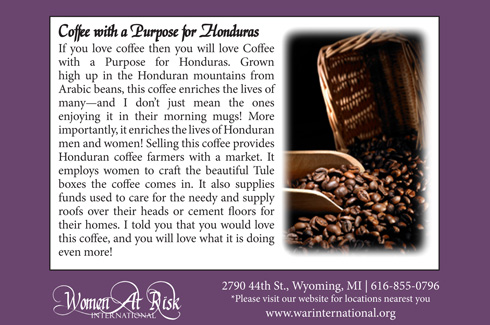 Coffee with a Purpose for Honduras
If you love coffee then you will love Coffee
with a Purpose for Honduras. Grown
high up in the Honduran mountains from
Arabic beans, this coffee enriches the lives of
many—and I don't just mean the ones
enjoying it in their morning mugs! More
importantly, it enriches the lives of Honduran
men and women! Selling this coffee provides
Honduran coffee farmers with a market. It
employs women to craft the beautiful Tule
boxes the coffee comes in. It also supplies
funds used to care for the needy and supply
roofs over their heads or cement floors for
their homes. I told you that you would love
this coffee, and you will love what it is doing
even more!
Women At Risk
INTERNATIONAL
2790 44th St., Wyoming, MI | 616-855-0796
*Please visit our website for locations nearest you
www.warinternational.org